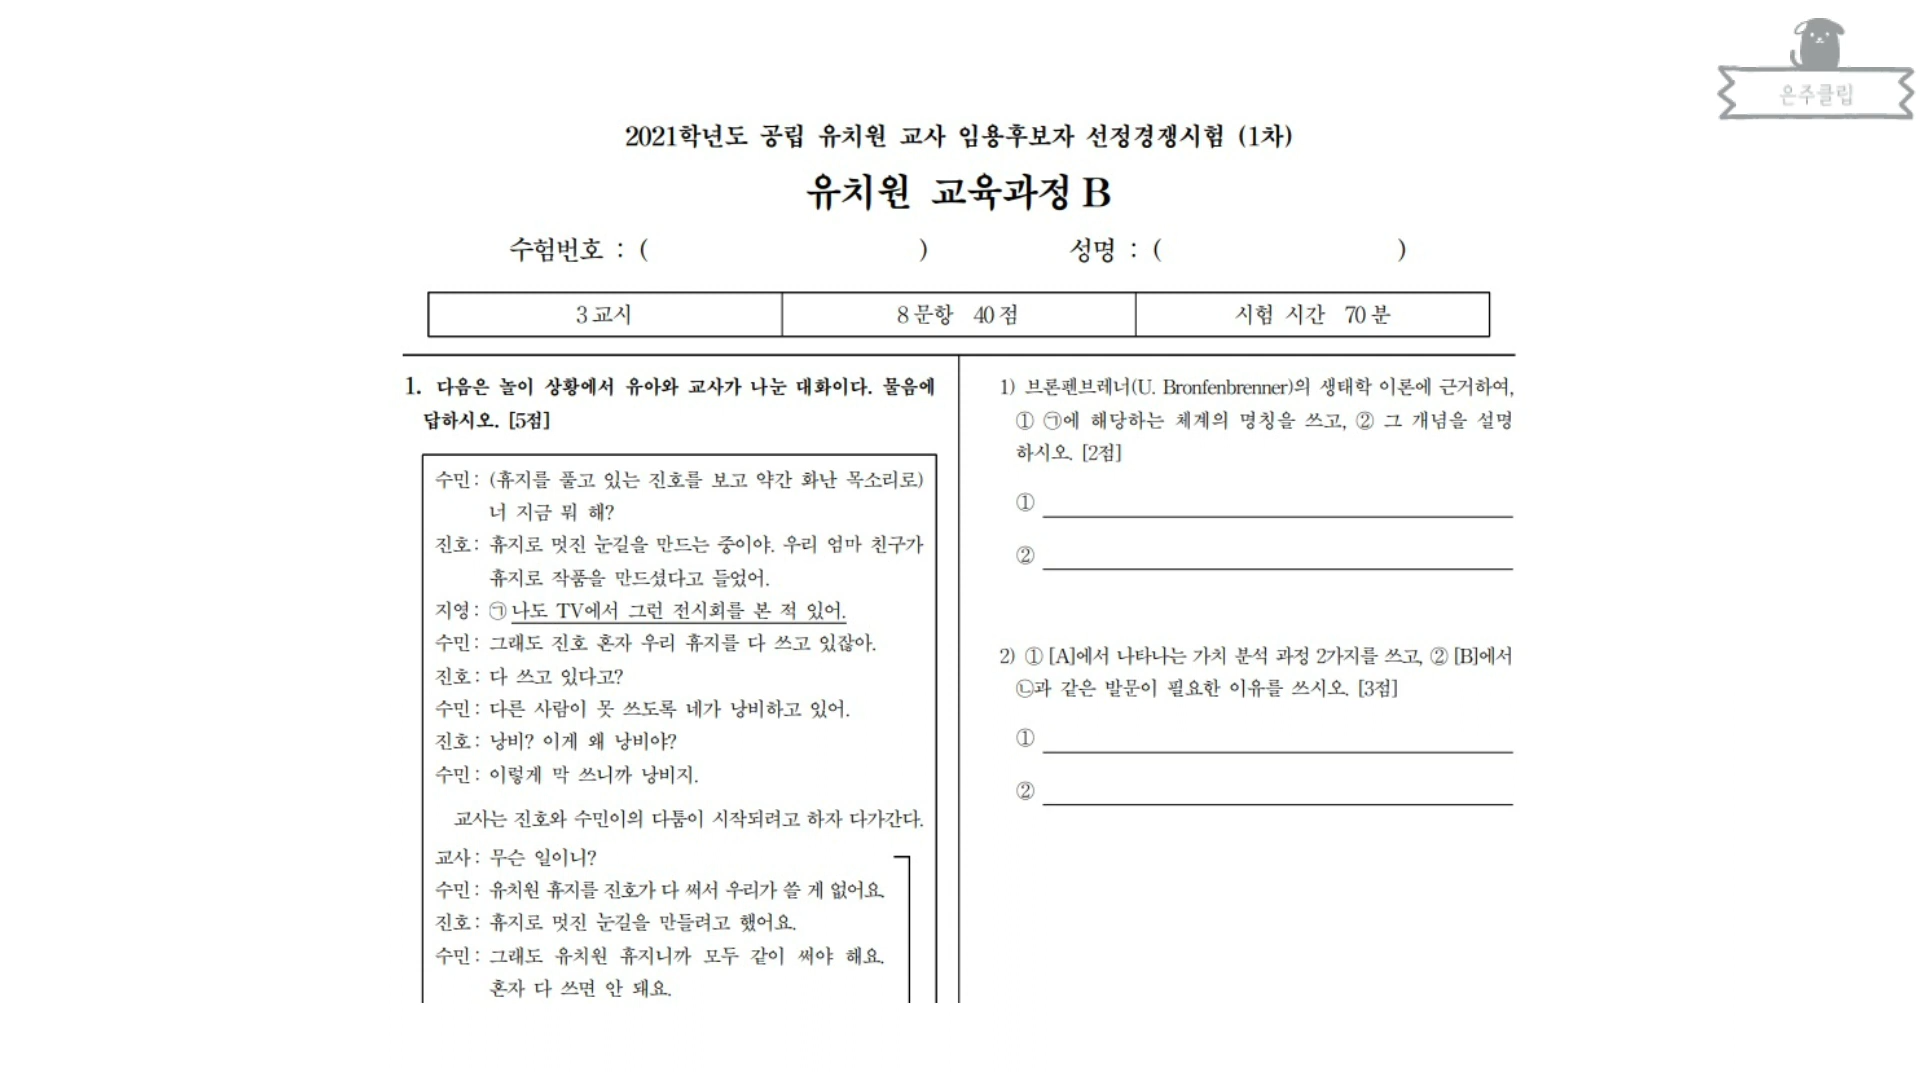 은주클립
2021학년도 공립 유치원 교사 임용후보자 선정경쟁시험 (1차)
유치원 교육과정 B
수험번호 : ( ) 성명 : ( )
3 교시 8 문항 40 점 시험 시간 70 분
1. 다음은 놀이 상황에서 유아와 교사가 나눈 대화이다. 물음에
답하시오. [5점]
수민 : (휴지를 풀고 있는 진호를 보고 약간 화난 목소리로)
너 지금 뭐 해?
진호 : 휴지로 멋진 눈길을 만드는 중이야. 우리 엄마 친구가
휴지로 작품을 만드셨다고 들었어.
지영 : ㉠ 나도 TV에서 그런 전시회를 본 적 있어.
수민 : 그래도 진호 혼자 우리 휴지를 다 쓰고 있잖아.
진호 : 다 쓰고 있다고?
수민 : 다른 사람이 못 쓰도록 네가 낭비하고 있어.
진호 : 낭비? 이게 왜 낭비야?
수민 : 이렇게 막 쓰니까 낭비지.
교사는 진호와 수민이의 다툼이 시작되려고 하자 다가간다.
교사 : 무슨 일이니?
수민 : 유치원 휴지를 진호가 다 써서 우리가 쓸 게 없어요.
진호 : 휴지로 멋진 눈길을 만들려고 했어요.
수민 : 그래도 유치원 휴지니까 모두 같이 써야 해요.
혼자 다 쓰면 안 돼요.
1) 브론펜브레너(U. Bronfenbrenner)의 생태학 이론에 근거하여,
① ㉠에 해당하는 체계의 명칭을 쓰고, ② 그 개념을 설명
하시오. [2점]
①
②
2) ① [A]에서 나타나는 가치 분석 과정 2가지를 쓰고, ② [B]에서
㉡과 같은 발문이 필요한 이유를 쓰시오. [3점]
①
②